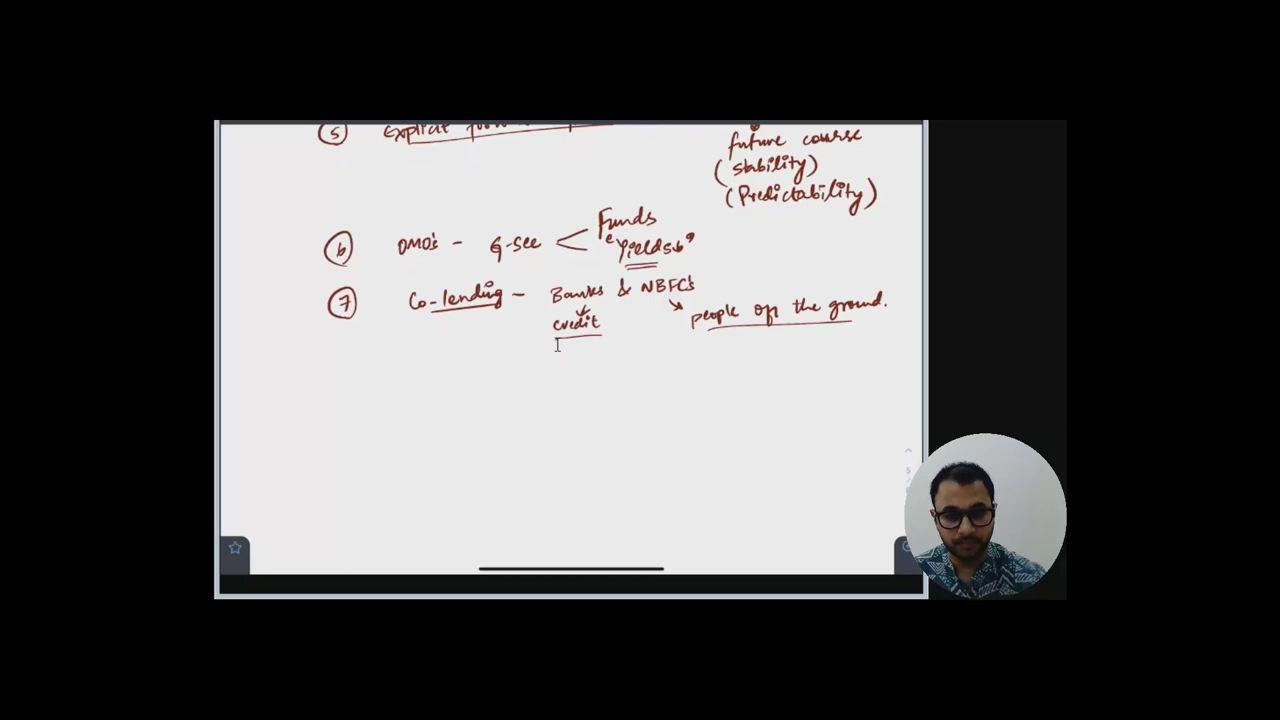 5 Explicit
future course
(stability)
(Predictability)
6 OMO's - G-sec Funds
"Yields↓"
7 Co-lending - Banks & NBFC's
credit people on the ground.